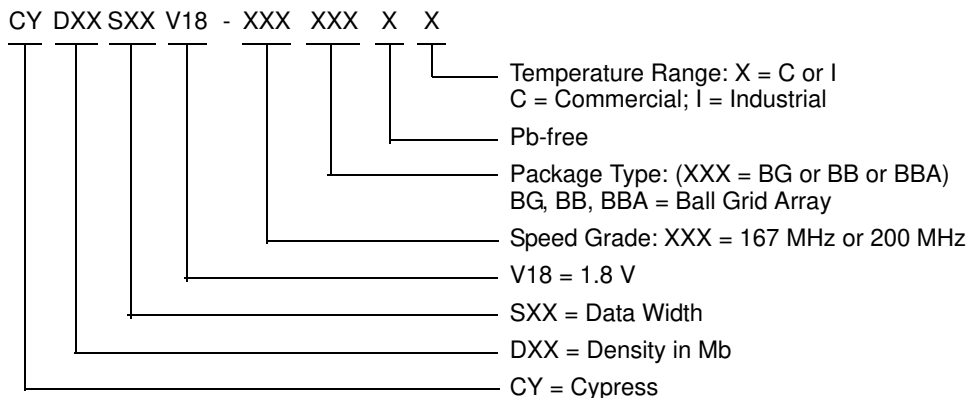 CY DXX SXX V18 - XXX XXX X X
Temperature Range: X = C or I
C = Commercial; I = Industrial
Pb-free
Package Type: (XXX = BG or BB or BBA)
BG, BB, BBA = Ball Grid Array
Speed Grade: XXX = 167 MHz or 200 MHz
V18 = 1.8 V
SXX = Data Width
DXX = Density in Mb
CY = Cypress